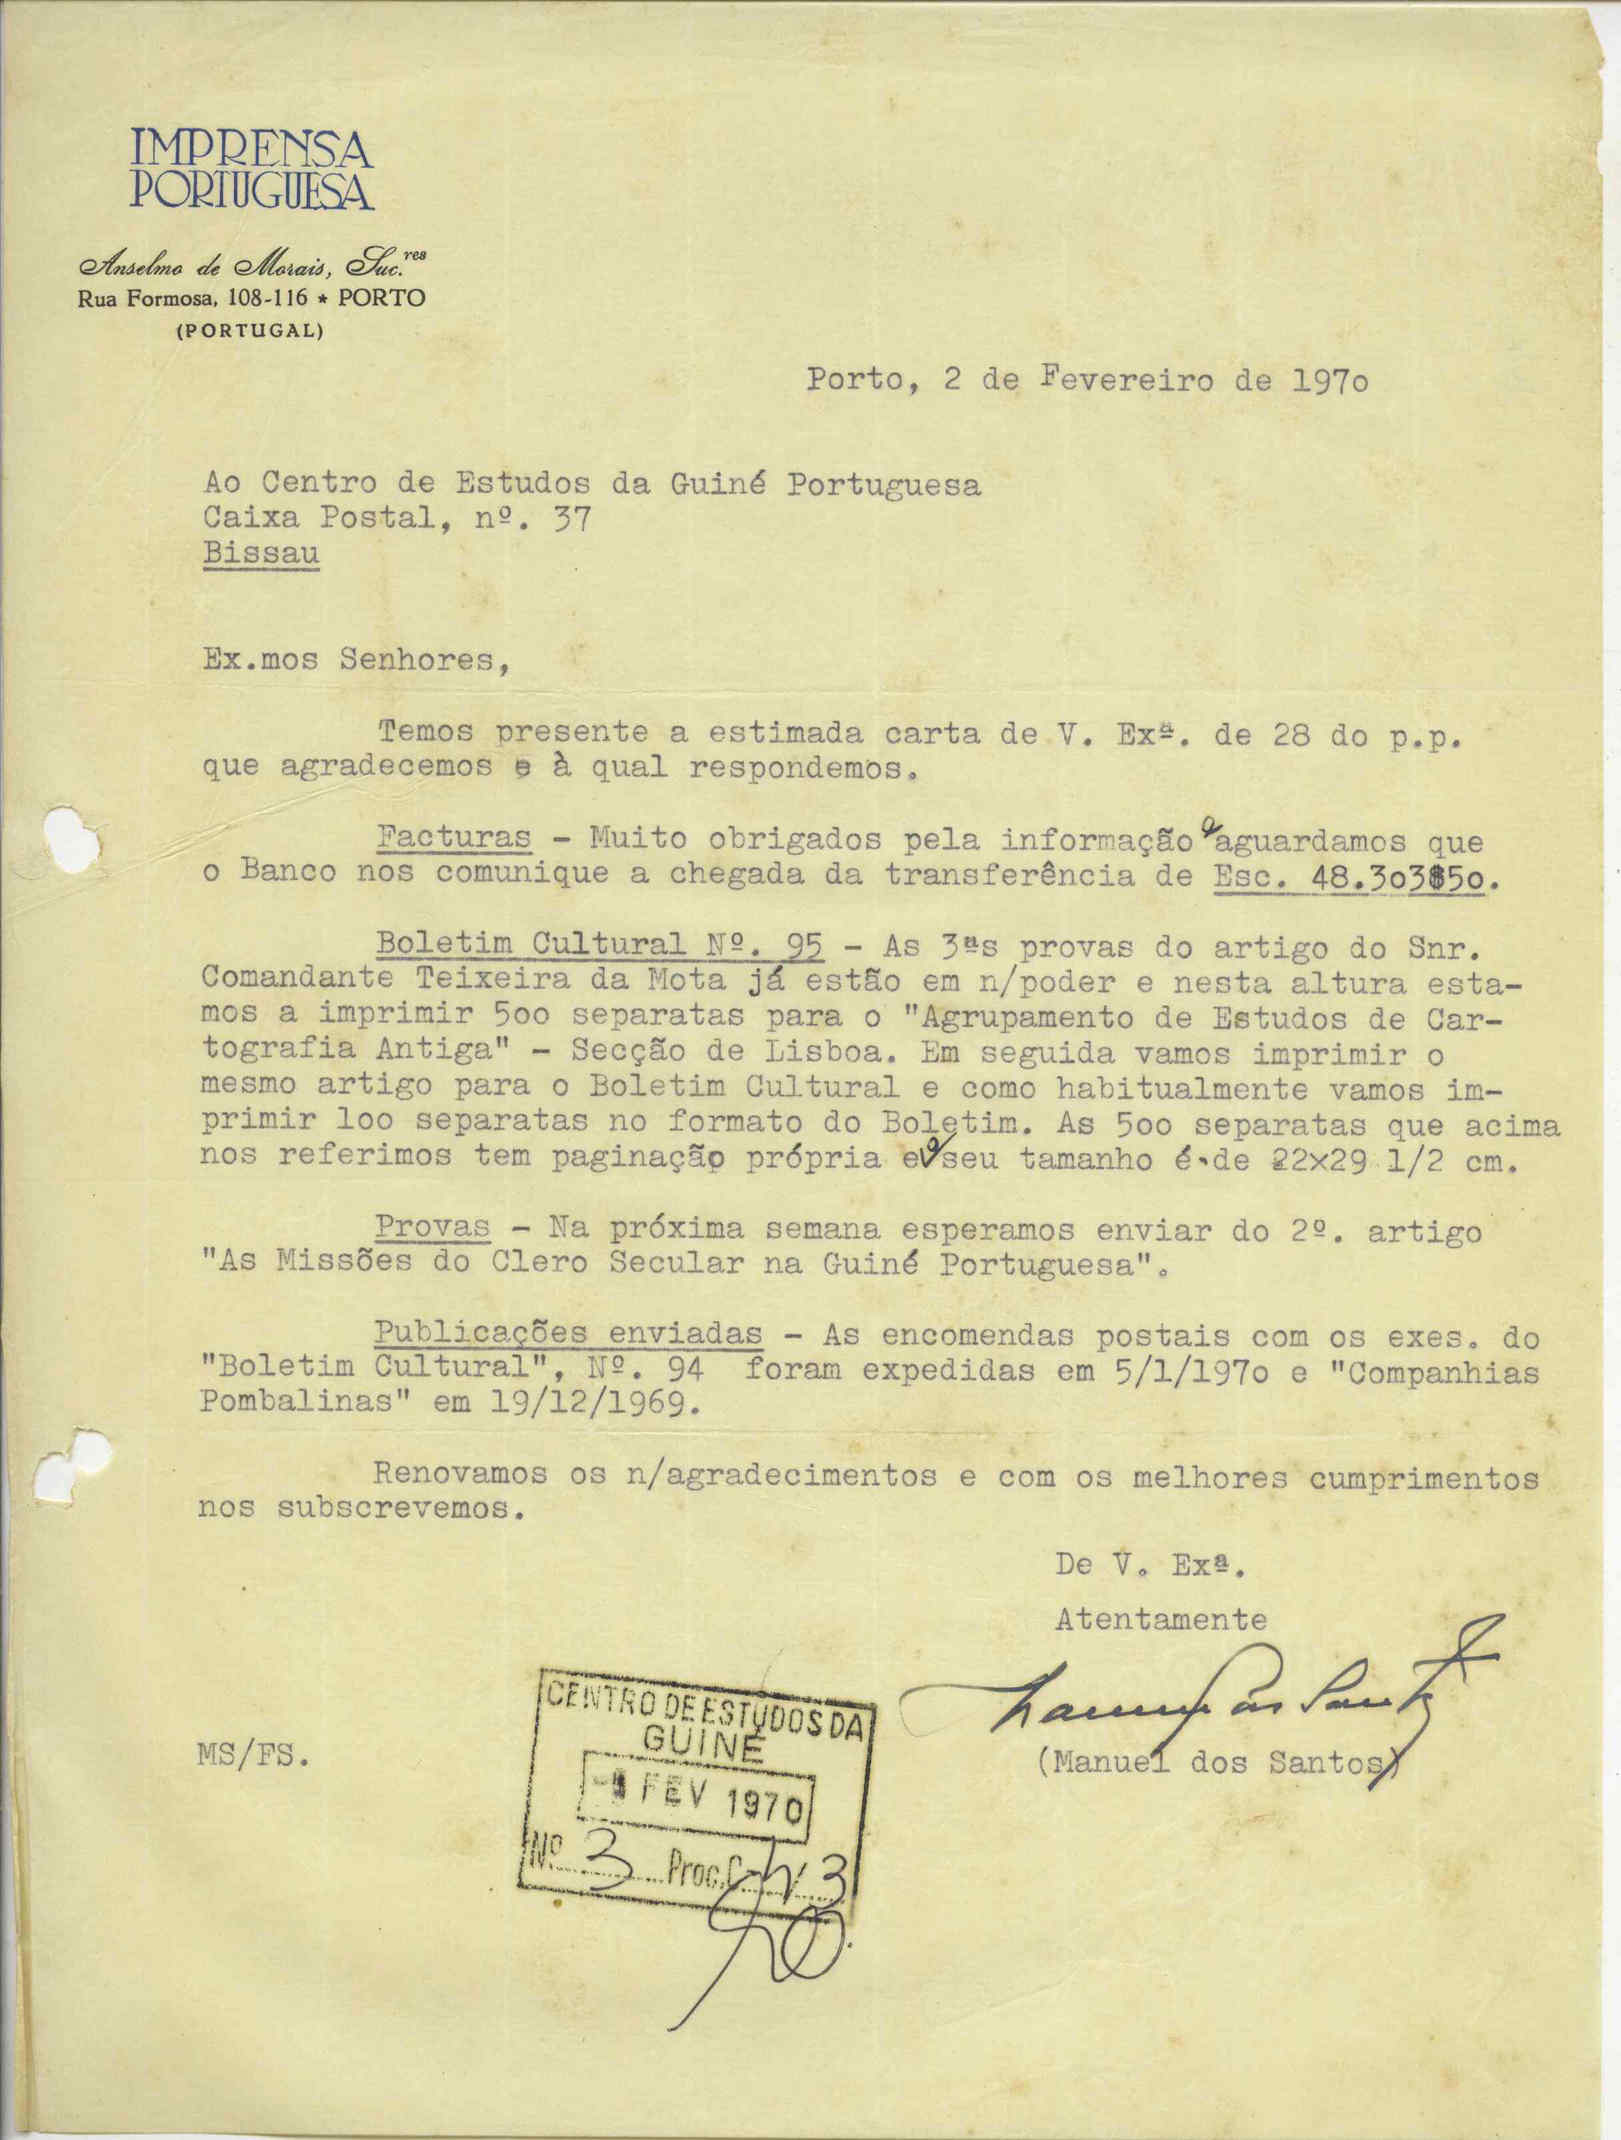 IMPRENSA
PORTUGUESA
Anselmo de Morais, Suc.res
Rua Formosa, 108-116 * PORTO
(PORTUGAL)
Porto, 2 de Fevereiro de 197o
Ao Centro de Estudos da Guiné Portuguesa
Caixa Postal, nº. 37
Bissau
Ex.mos Senhores,
Temos presente a estimada carta de V. Exª. de 28 do p.p.
que agradecemos e à qual respondemos.
Facturas - Muito obrigados pela informação e aguardamos que
o Banco nos comunique a chegada da transferência de Esc. 48.3o3$5o.
Boletim Cultural Nº. 95 - As 3ªs provas do artigo do Snr.
Comandante Teixeira da Mota já estão em n/poder e nesta altura esta-
mos a imprimir 5oo separatas para o "Agrupamento de Estudos de Car-
tografia Antiga" - Secção de Lisboa. Em seguida vamos imprimir o
mesmo artigo para o Boletim Cultural e como habitualmente vamos im-
primir loo separatas no formato do Boletim. As 5oo separatas que acima
nos referimos tem paginação própria e o seu tamanho é de 22x29 1/2 cm.
Provas - Na próxima semana esperamos enviar do 2º. artigo
"As Missões do Clero Secular na Guiné Portuguesa".
Publicações enviadas - As encomendas postais com os exes. do
"Boletim Cultural", Nº. 94 foram expedidas em 5/1/197o e "Companhias
Pombalinas" em 19/12/1969.
Renovamos os n/agradecimentos e com os melhores cumprimentos
nos subscrevemos.
De V. Exª.
Atentamente
Manuel dos Santos
(Manuel dos Santos)
MS/FS.
CENTRO DE ESTUDOS DA
GUINÉ
FEV 1970
Nº 3 Proc. 3